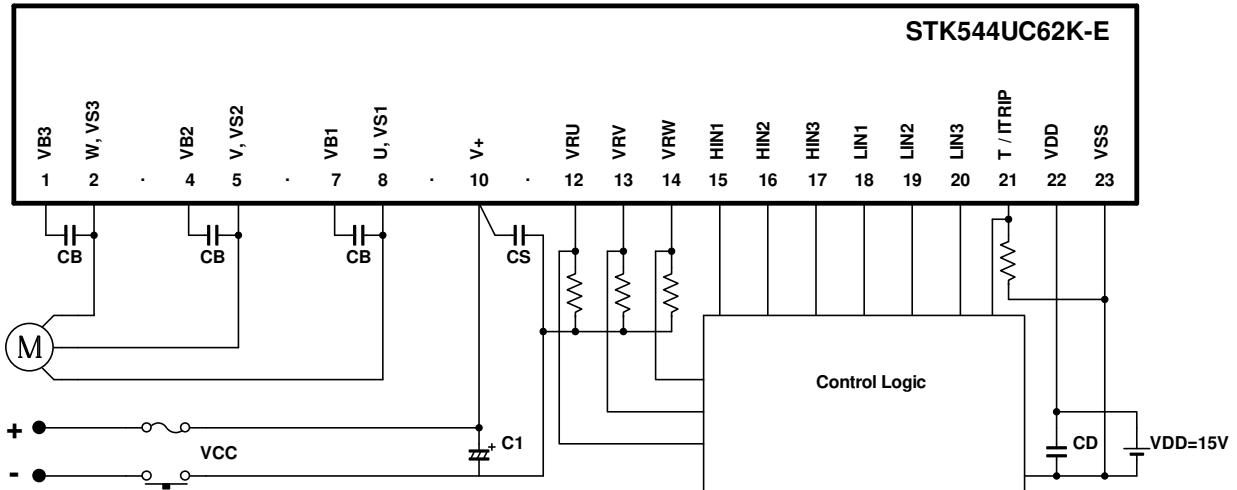 STK544UC62K-E
VB3
W, VS3
VB2
V, VS2
VB1
U, VS1
V+
VRU
VRV
VRW
HIN1
HIN2
HIN3
LIN1
LIN2
LIN3
T / ITRIP
VDD
VSS
1 2 · 4 5 · 7 8 · 10 · 12 13 14 15 16 17 18 19 20 21 22 23
CB CB CB CS
M
Control Logic
+
VCC
+ C1
CD
VDD=15V
-